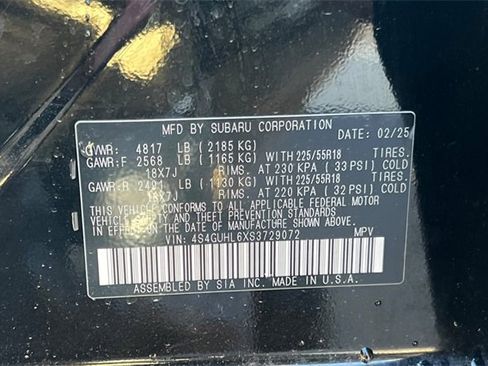 MFD BY SUBARU CORPORATION DATE: 02/25
GVWR: 4817 LB (2185 KG)
GAWR:F 2568 LB (1165 KG) WITH 225/55R18 TIRES.
18X7J RIMS. AT 230 KPA (33 PSI) COLD
GAWR:R 2491 LB (1130 KG) WITH 225/55R18 TIRES.
18X7J RIMS. AT 220 KPA (32 PSI) COLD
THIS VEHICLE CONFORMS TO ALL APPLICABLE FEDERAL MOTOR
VEHICLE SAFETY AND THEFT PREVENTION STANDARDS
IN EFFECT ON THE DATE OF MANUFACTURE SHOWN ABOVE.
VIN: 4S4GUHL6XS3729072 MPV
ASSEMBLED BY SIA INC. MADE IN U.S.A.